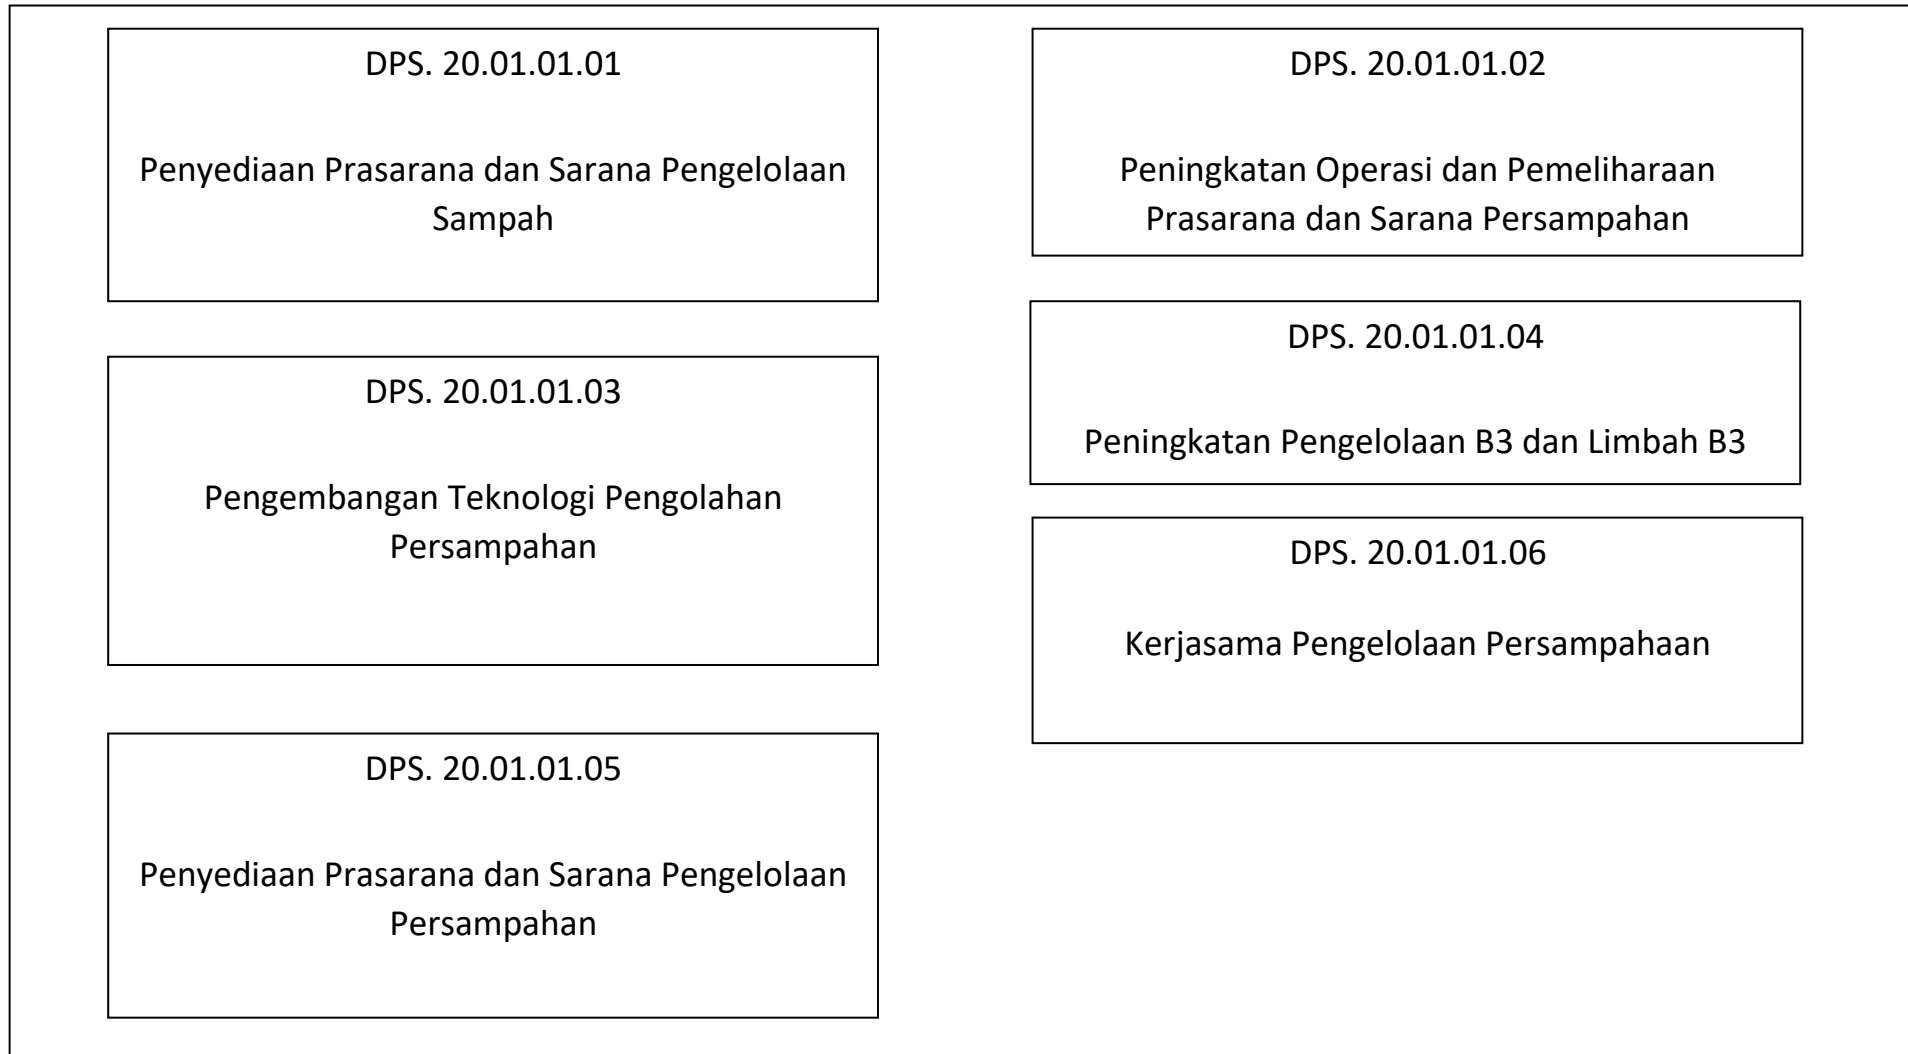 DPS. 20.01.01.01
Penyediaan Prasarana dan Sarana Pengelolaan
Sampah
DPS. 20.01.01.02
Peningkatan Operasi dan Pemeliharaan
Prasarana dan Sarana Persampahan
DPS. 20.01.01.03
Pengembangan Teknologi Pengolahan
Persampahan
DPS. 20.01.01.04
Peningkatan Pengelolaan B3 dan Limbah B3
DPS. 20.01.01.05
Penyediaan Prasarana dan Sarana Pengelolaan
Persampahan
DPS. 20.01.01.06
Kerjasama Pengelolaan Persampahaan